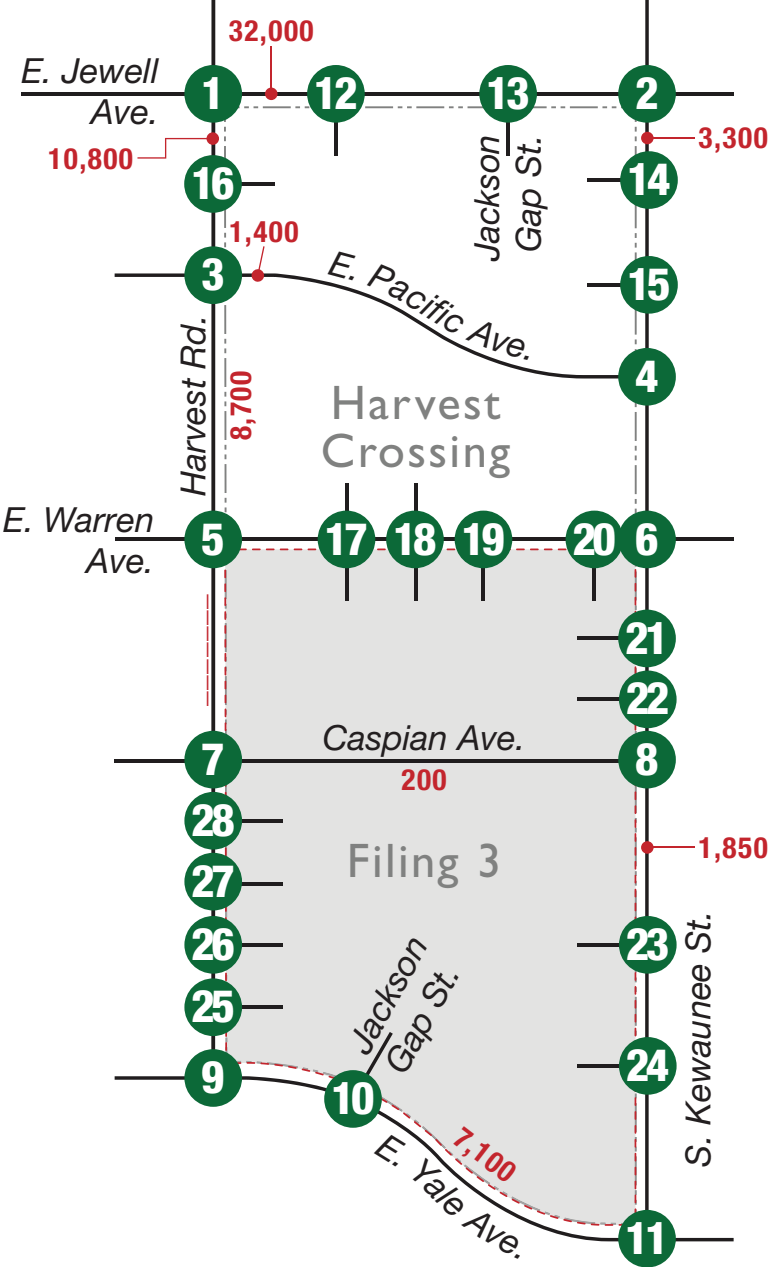 32,000
E. Jewell
Ave.
1
12
13
2
10,800
3,300
16
Jackson
Gap St.
14
1,400
3
E. Pacific Ave.
15
4
Harvest Rd.
8,700
Harvest
Crossing
E. Warren
Ave.
5
17
18
19
20
6
21
22
Caspian Ave.
7
200
8
28
Filing 3
1,850
27
26
23
25
Jackson
Gap St.
24
S. Kewaunee St.
9
10
7,100
E. Yale Ave.
11